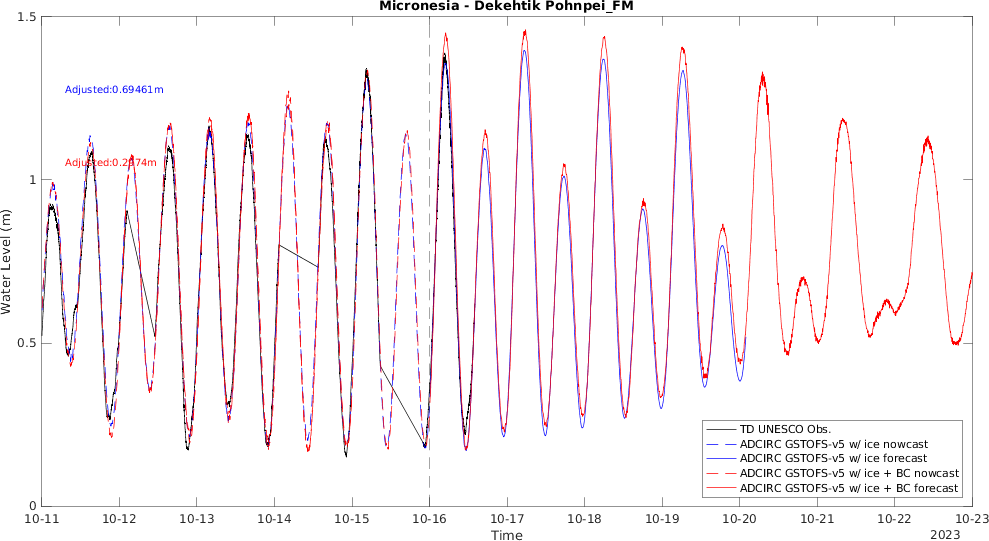 Micronesia - Dekehtik Pohnpei_FM
1.5
Adjusted:0.69461m
Adjusted:0.2974m
1
Water Level (m)
0.5
0
TD UNESCO Obs.
ADCIRC GSTOFS-v5 w/ ice nowcast
ADCIRC GSTOFS-v5 w/ ice forecast
ADCIRC GSTOFS-v5 w/ ice + BC nowcast
ADCIRC GSTOFS-v5 w/ ice + BC forecast
10-11 10-12 10-13 10-14 10-15 10-16 10-17 10-18 10-19 10-20 10-21 10-22 10-23
Time
2023